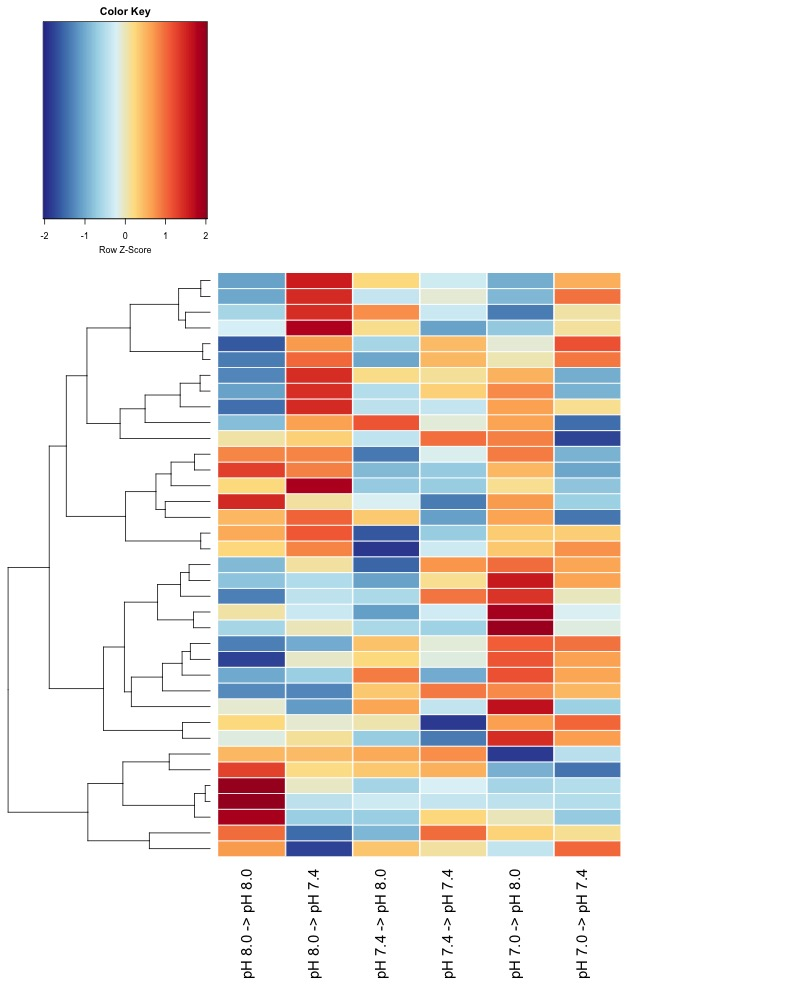 Color Key
-2 -1 0 1 2
Row Z-Score
pH 8.0 -> pH 8.0
pH 8.0 -> pH 7.4
pH 7.4 -> pH 8.0
pH 7.4 -> pH 7.4
pH 7.0 -> pH 8.0
pH 7.0 -> pH 7.4